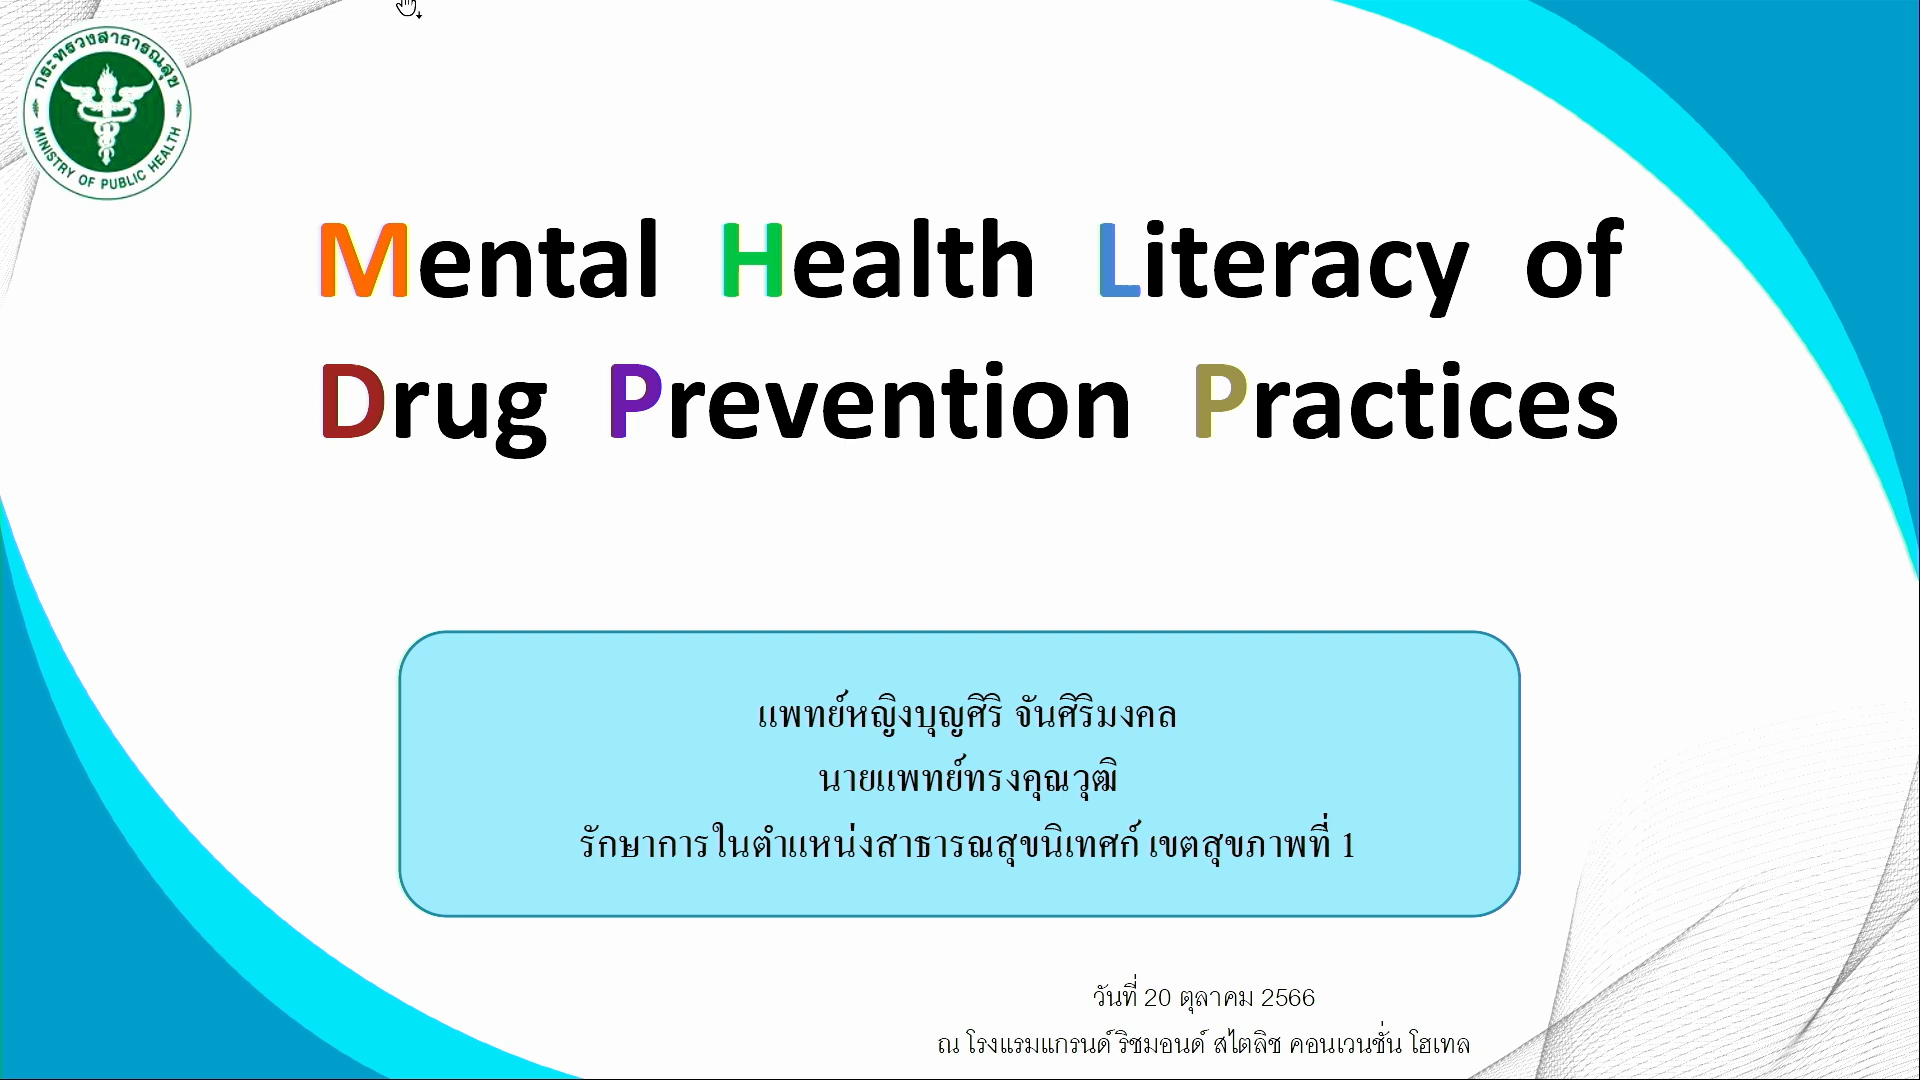 กระทรวงสาธารณสุข
MINISTRY OF PUBLIC HEALTH
Mental Health Literacy of
Drug Prevention Practices
แพทย์หญิงบุญศิริ จันศิริมงคล
นายแพทย์ทรงคุณวุฒิ
รักษาการในตำแหน่งสาธารณสุขนิเทศก์ เขตสุขภาพที่ 1
วันที่ 20 ตุลาคม 2566
ณ โรงแรมแกรนด์ ริชมอนด์ สไตลิช คอนเวนชั่น โฮเทล